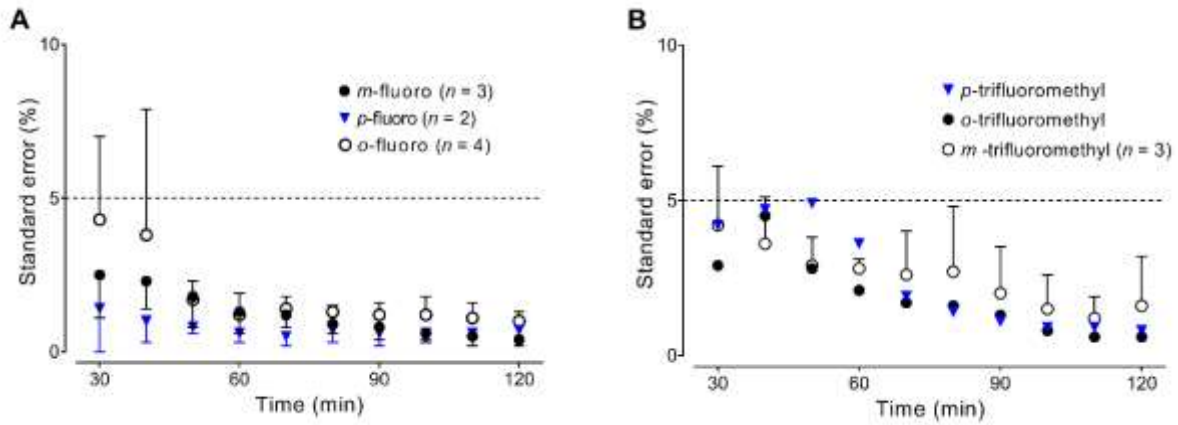 A
10
5
0
Standard error (%)
m-fluoro (n = 3)
p-fluoro (n = 2)
o-fluoro (n = 4)
30
60
90
120
Time (min)
B
10
5
0
Standard error (%)
p-trifluoromethyl
o-trifluoromethyl
m -trifluoromethyl (n = 3)
30
60
90
120
Time (min)